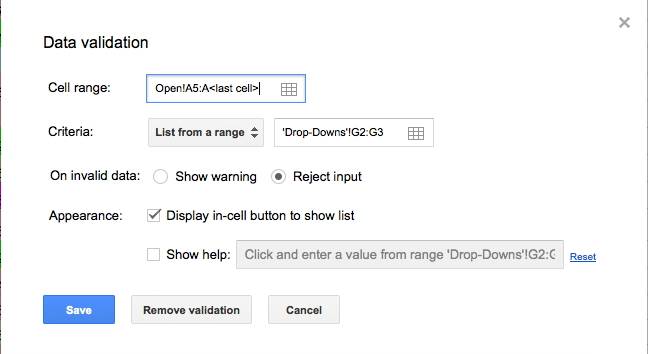 ×
Data validation
Cell range: Open!A5:A<last cell>
Criteria: List from a range 'Drop-Downs'!G2:G3
On invalid data: Show warning Reject input
Appearance: Display in-cell button to show list
Show help: Click and enter a value from range 'Drop-Downs'!G2:G Reset
Save Remove validation Cancel